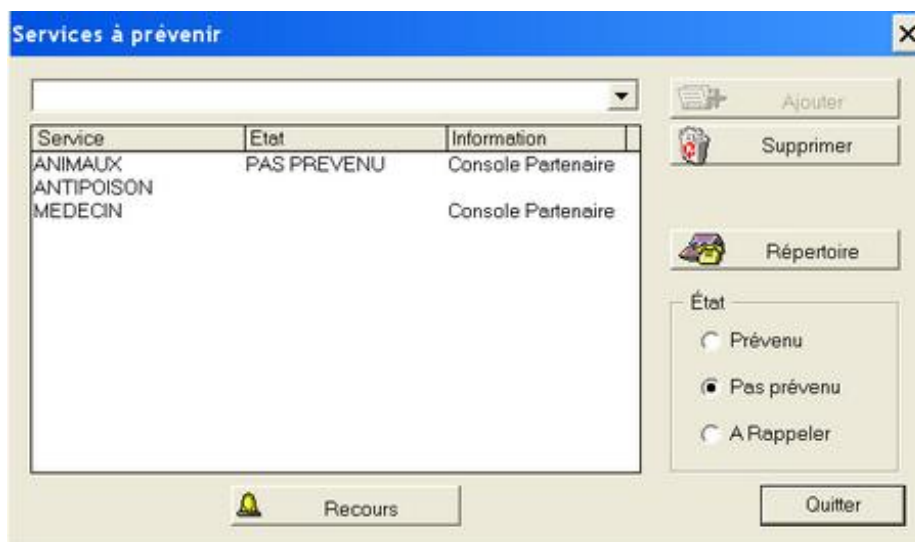 Services à prévenir
Ajouter
Service Etat Information
Supprimer
ANIMAUX PAS PREVENU Console Partenaire
ANTIPOISON
MEDECIN Console Partenaire
Répertoire
État
Prévenu
Pas prévenu
A Rappeler
Recours
Quitter